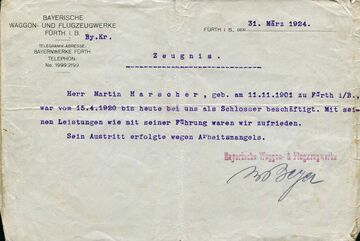 BAYERISCHE
WAGGON- UND FLUGZEUGWERKE
FÜRTH I. B.
By.Kr.
TELEGRAMM-ADRESSE:
BAYERNWERKE FÜRTH
TELEPHON:
No. 1999/2199
FÜRTH I. B., DEN 31. März 1924.
Zeugnis.
Herr Martin Harscher, geb. am 11.11.1901 zu Fürth i/B.,
war vom 15.4.1920 bis heute bei uns als Schlosser beschäftigt. Mit sei-
nen Leistungen wie mit seiner Führung waren wir zufrieden.
Sein Austritt erfolgte wegen Arbeitsmangels.
Bayerische Waggon- & Flugzeugwerke